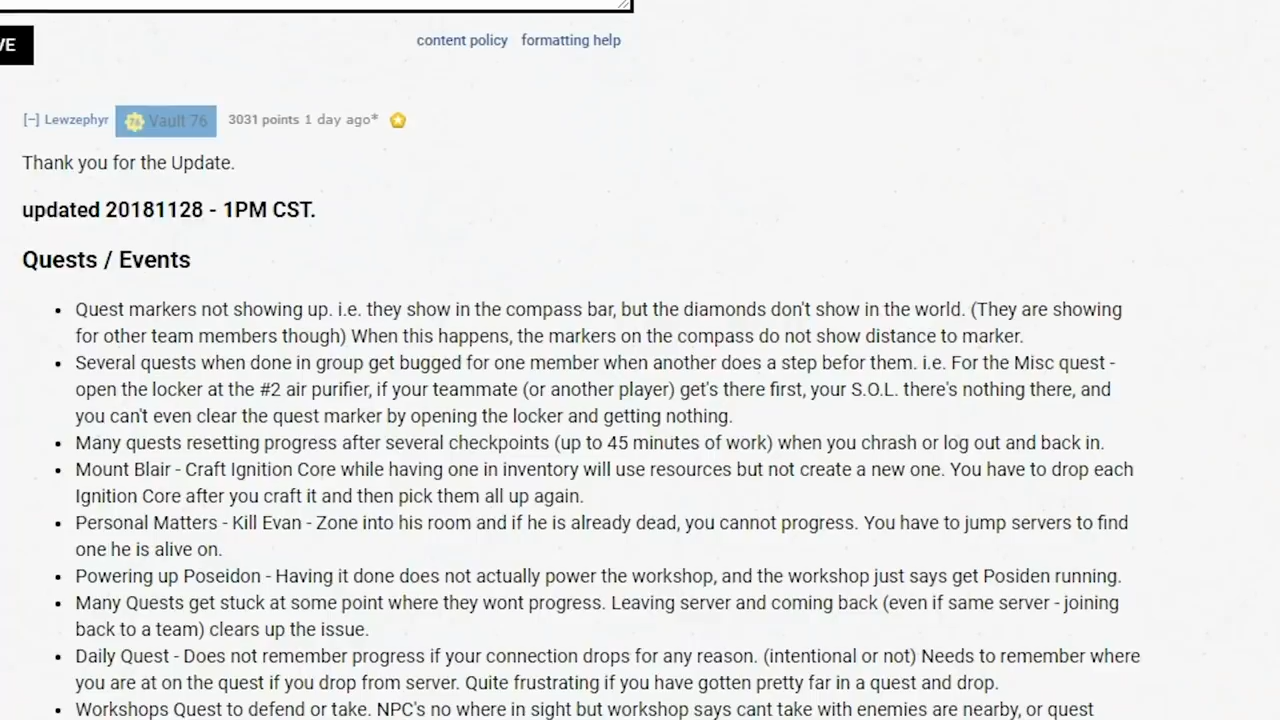 VE
content policy formatting help
[–] Lewzephyr Vault 76 3031 points 1 day ago*
Thank you for the Update.
updated 20181128 - 1PM CST.
Quests / Events
• Quest markers not showing up. i.e. they show in the compass bar, but the diamonds don't show in the world. (They are showing
for other team members though) When this happens, the markers on the compass do not show distance to marker.
• Several quests when done in group get bugged for one member when another does a step befor them. i.e. For the Misc quest -
open the locker at the #2 air purifier, if your teammate (or another player) get's there first, your S.O.L. there's nothing there, and
you can't even clear the quest marker by opening the locker and getting nothing.
• Many quests resetting progress after several checkpoints (up to 45 minutes of work) when you chrash or log out and back in.
• Mount Blair - Craft Ignition Core while having one in inventory will use resources but not create a new one. You have to drop each
Ignition Core after you craft it and then pick them all up again.
• Personal Matters - Kill Evan - Zone into his room and if he is already dead, you cannot progress. You have to jump servers to find
one he is alive on.
• Powering up Poseidon - Having it done does not actually power the workshop, and the workshop just says get Posiden running.
• Many Quests get stuck at some point where they wont progress. Leaving server and coming back (even if same server - joining
back to a team) clears up the issue.
• Daily Quest - Does not remember progress if your connection drops for any reason. (intentional or not) Needs to remember where
you are at on the quest if you drop from server. Quite frustrating if you have gotten pretty far in a quest and drop.
• Workshops Quest to defend or take. NPC's no where in sight but workshop says cant take with enemies are nearby, or quest